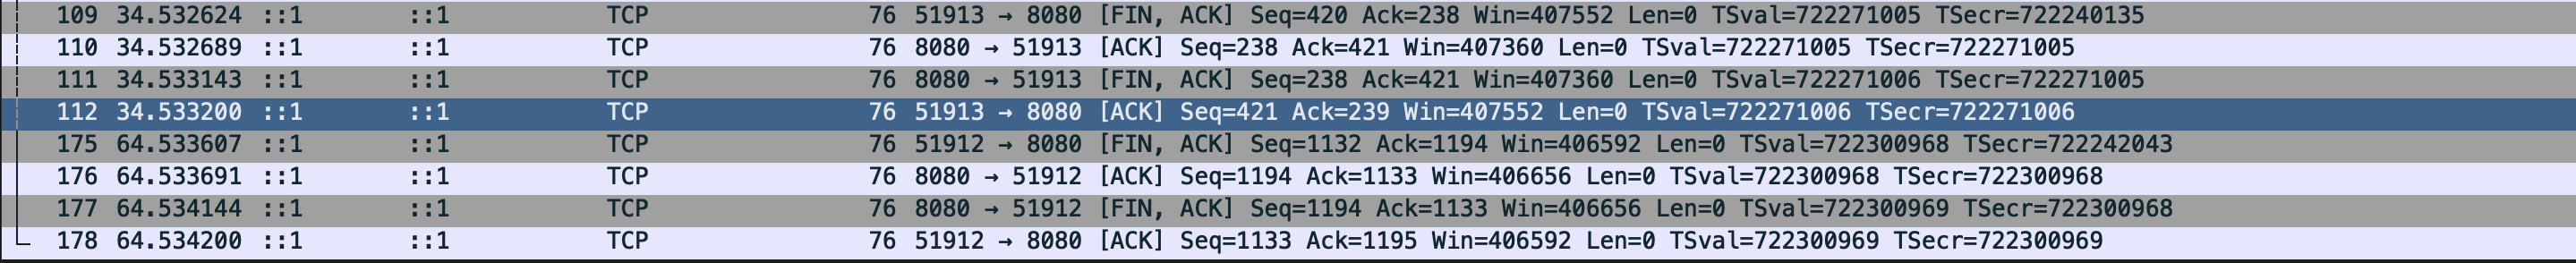 109 34.532624 ::1 ::1 TCP 76 51913 → 8080 [FIN, ACK] Seq=420 Ack=238 Win=407552 Len=0 TSval=722271005 TSecr=722240135
110 34.532689 ::1 ::1 TCP 76 8080 → 51913 [ACK] Seq=238 Ack=421 Win=407360 Len=0 TSval=722271005 TSecr=722271005
111 34.533143 ::1 ::1 TCP 76 8080 → 51913 [FIN, ACK] Seq=238 Ack=421 Win=407360 Len=0 TSval=722271006 TSecr=722271005
112 34.533200 ::1 ::1 TCP 76 51913 → 8080 [ACK] Seq=421 Ack=239 Win=407552 Len=0 TSval=722271006 TSecr=722271006
175 64.533607 ::1 ::1 TCP 76 51912 → 8080 [FIN, ACK] Seq=1132 Ack=1194 Win=406592 Len=0 TSval=722300968 TSecr=722242043
176 64.533691 ::1 ::1 TCP 76 8080 → 51912 [ACK] Seq=1194 Ack=1133 Win=406656 Len=0 TSval=722300968 TSecr=722300968
177 64.534144 ::1 ::1 TCP 76 8080 → 51912 [FIN, ACK] Seq=1194 Ack=1133 Win=406656 Len=0 TSval=722300969 TSecr=722300968
178 64.534200 ::1 ::1 TCP 76 51912 → 8080 [ACK] Seq=1133 Ack=1195 Win=406592 Len=0 TSval=722300969 TSecr=722300969